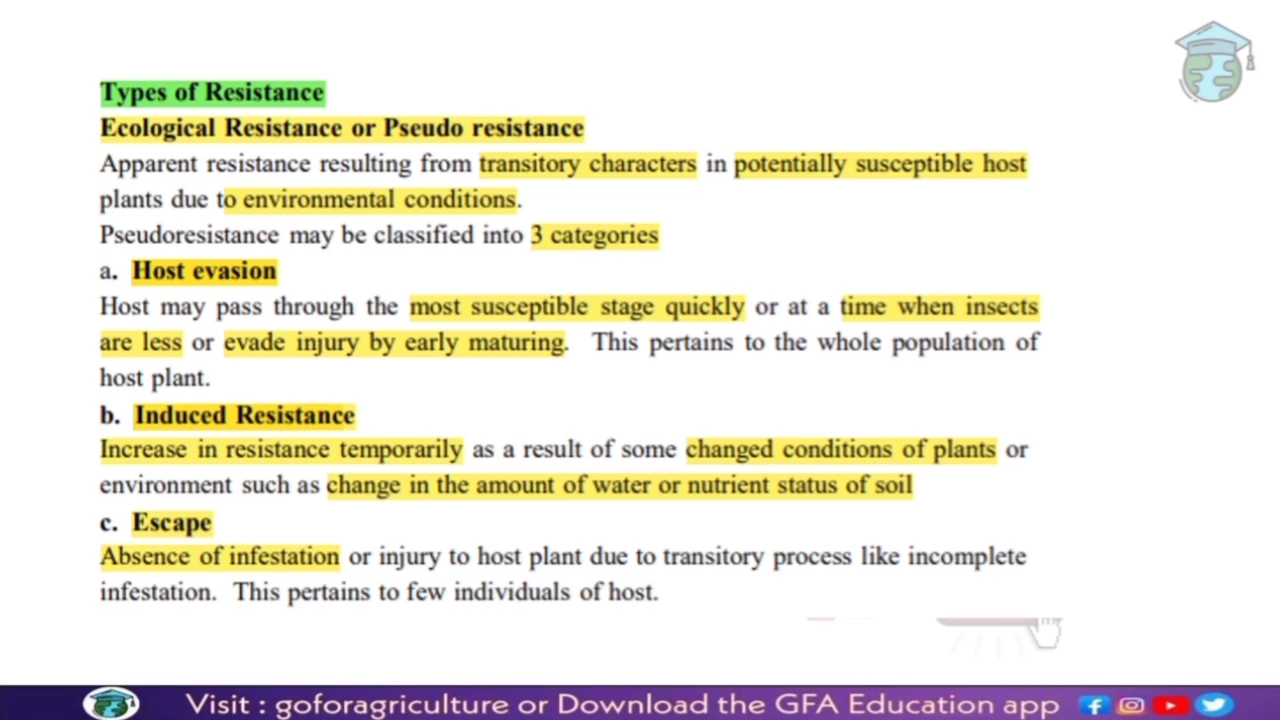 Types of Resistance
Ecological Resistance or Pseudo resistance
Apparent resistance resulting from transitory characters in potentially susceptible host
plants due to environmental conditions.
Pseudoresistance may be classified into 3 categories
a. Host evasion
Host may pass through the most susceptible stage quickly or at a time when insects
are less or evade injury by early maturing. This pertains to the whole population of
host plant.
b. Induced Resistance
Increase in resistance temporarily as a result of some changed conditions of plants or
environment such as change in the amount of water or nutrient status of soil
c. Escape
Absence of infestation or injury to host plant due to transitory process like incomplete
infestation. This pertains to few individuals of host.
Visit : goforagriculture or Download the GFA Education app